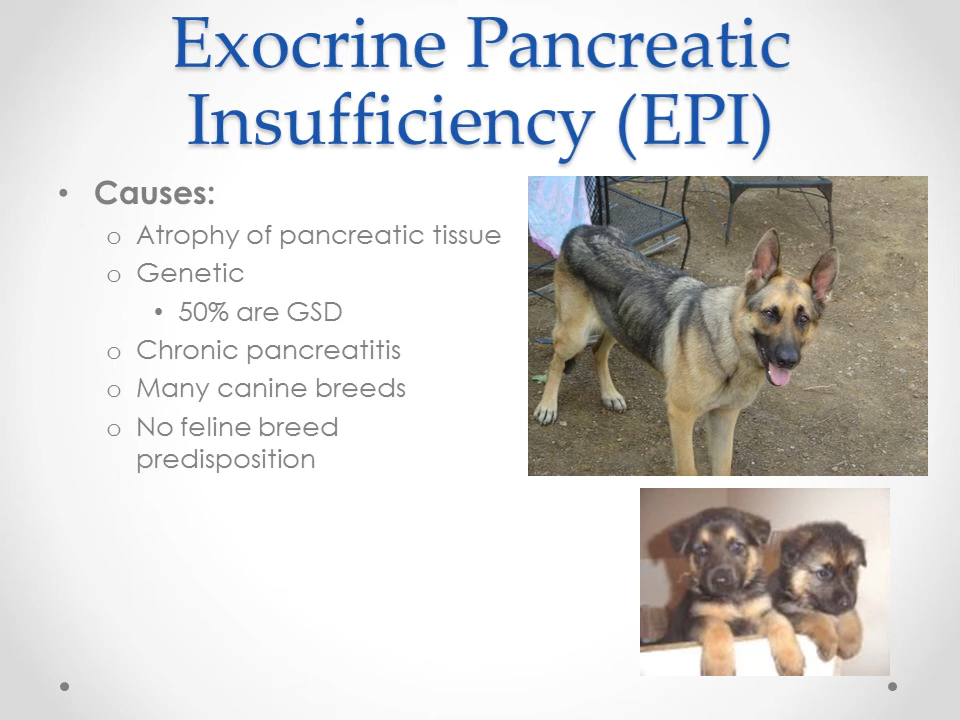 Exocrine Pancreatic
Insufficiency (EPI)
• Causes:
o Atrophy of pancreatic tissue
o Genetic
• 50% are GSD
o Chronic pancreatitis
o Many canine breeds
o No feline breed
predisposition